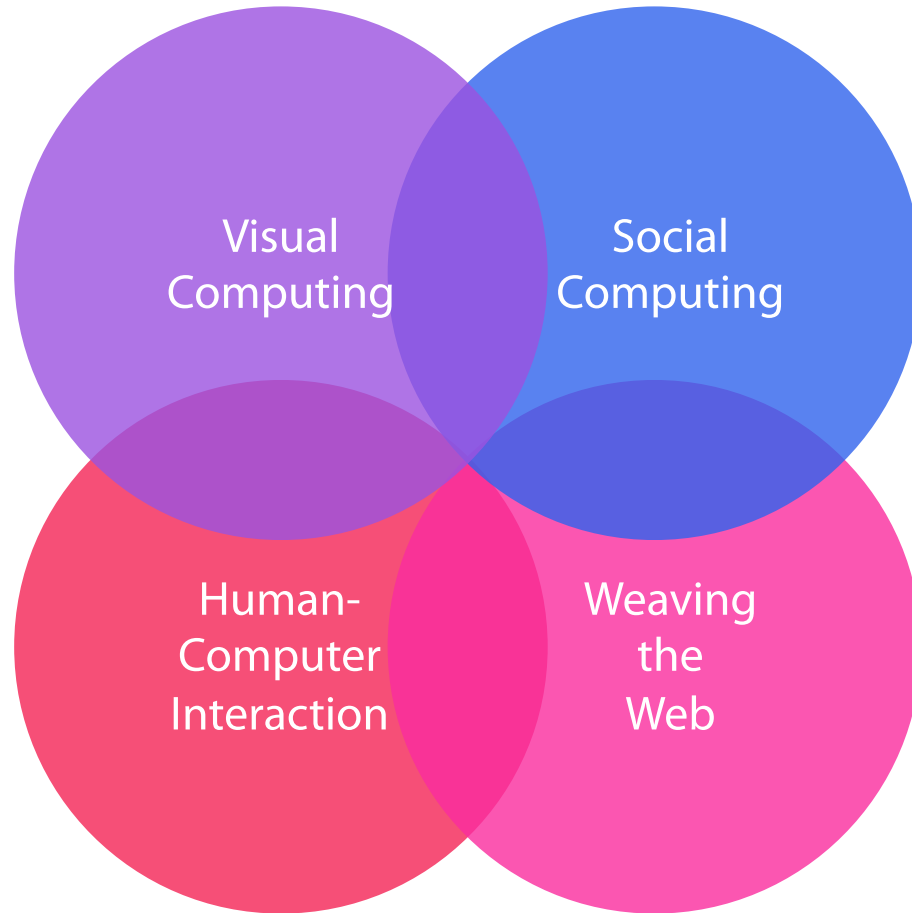 Visual
Computing
Social
Computing
Human-
Computer
Interaction
Weaving
the
Web